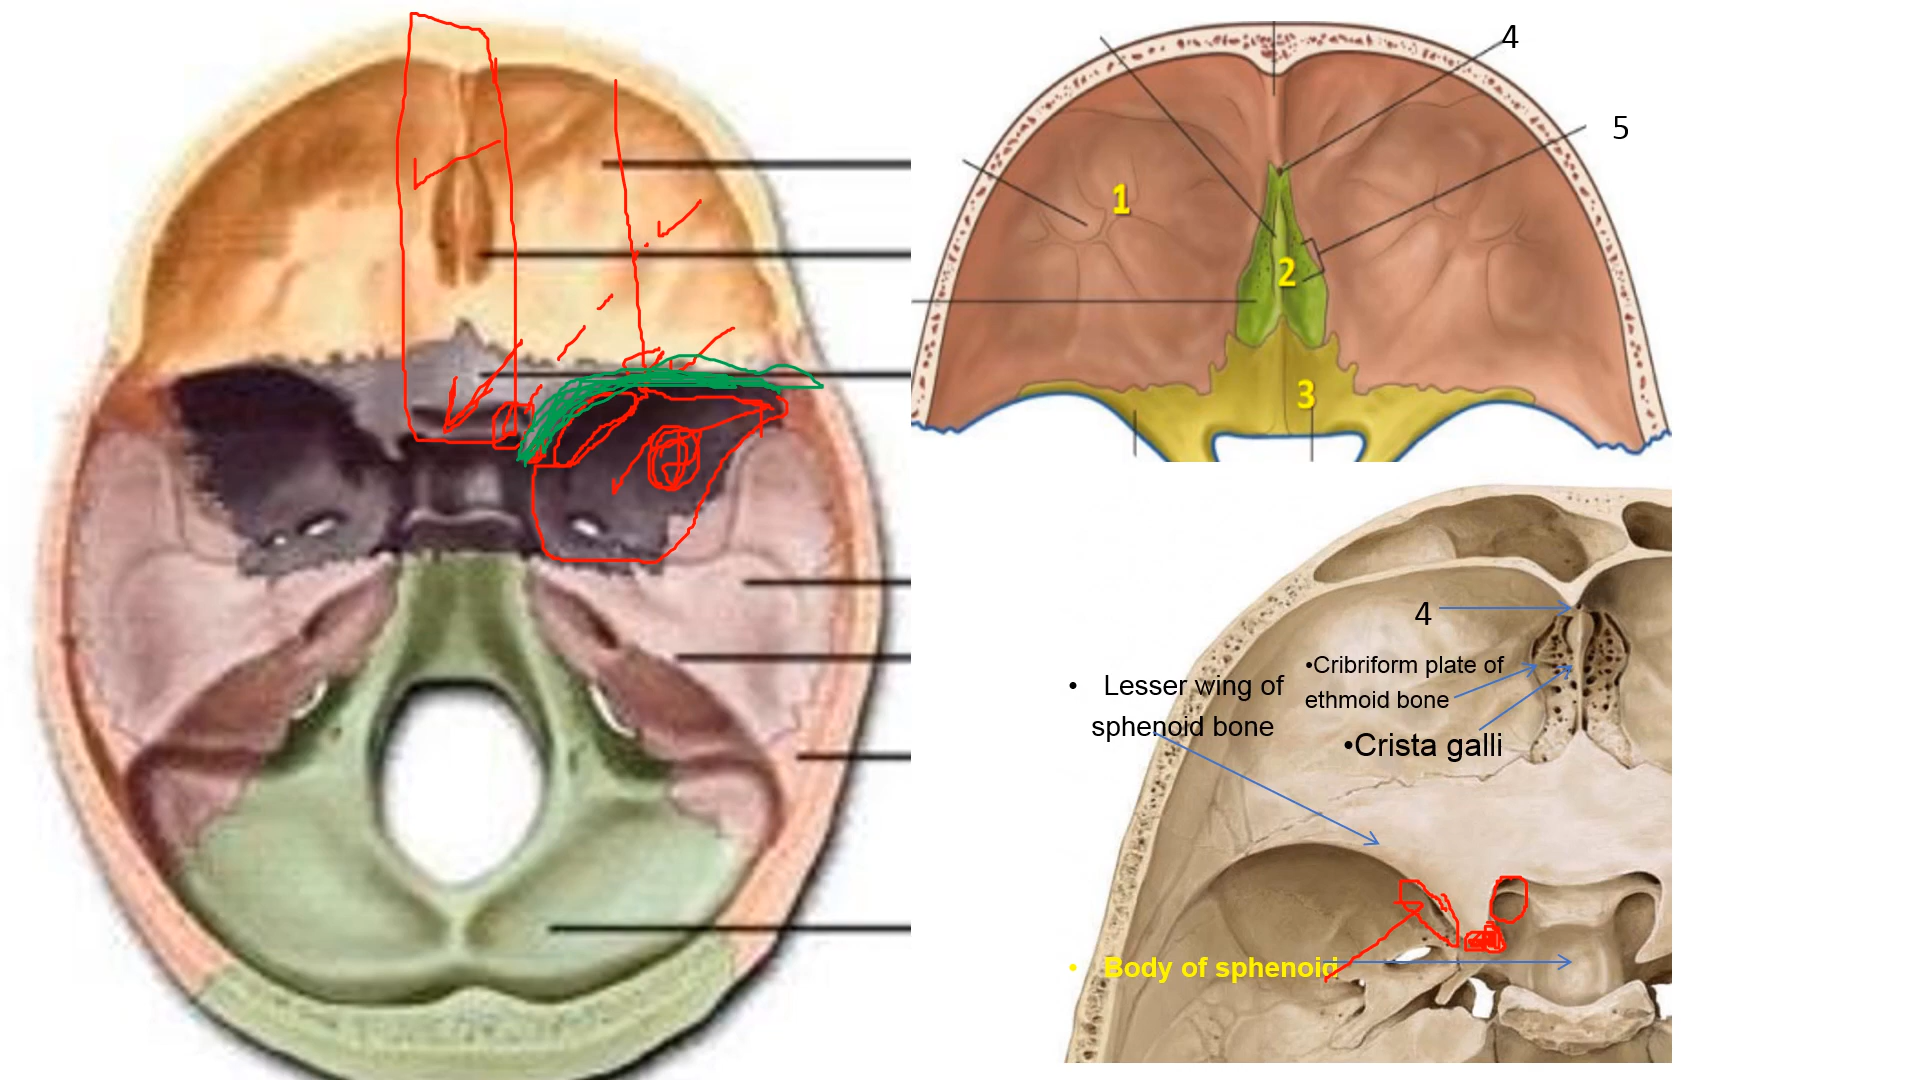 4
5
1
2
3
4
•Cribriform plate of
ethmoid bone
• Lesser wing of
sphenoid bone
•Crista galli
• Body of sphenoid